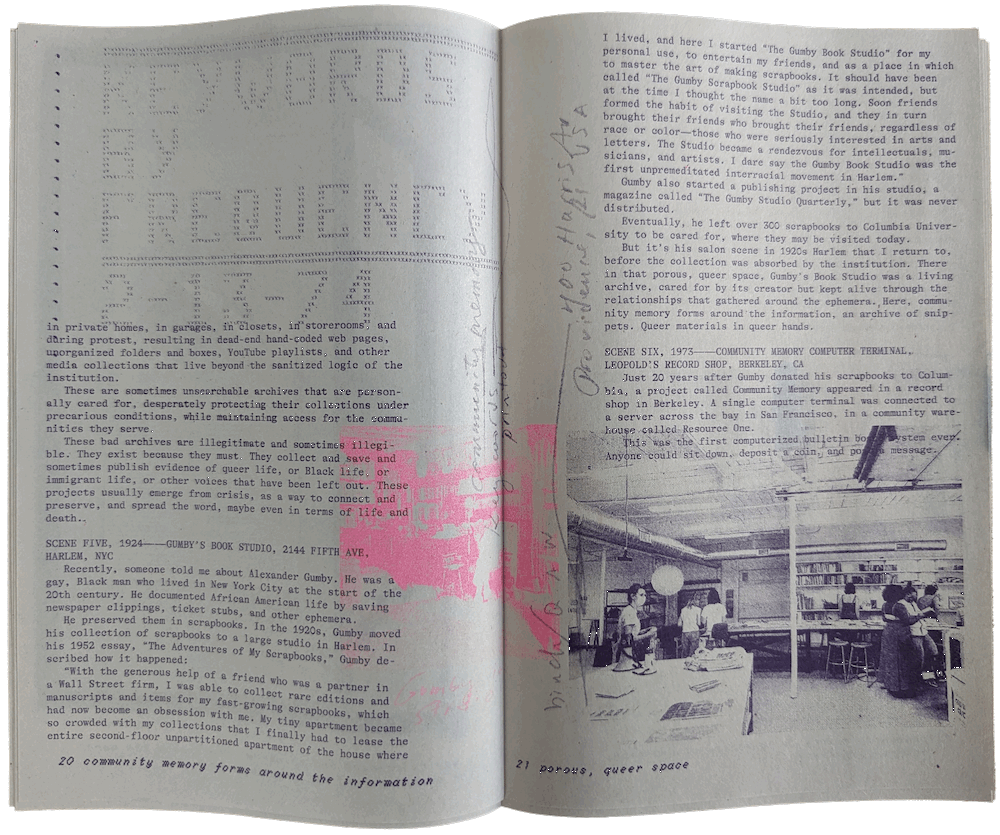 KEYWORDS
BY
FREQUENCY
2-13-74
in private homes, in garages, in closets, in storerooms, and
during protest, resulting in dead-end hand-coded web pages,
unorganized folders and boxes, YouTube playlists, and other
media collections that live beyond the sanitized logic of the
institution.
These are sometimes unsearchable archives that are person-
ally cared for, desperately protecting their collections under
precarious conditions, while maintaining access for the commu-
nities they serve.
These bad archives are illegitimate and sometimes illegi-
ble. They exist because they must. They collect and save and
sometimes publish evidence of queer life, or Black life, or
immigrant life, or other voices that have been left out. These
projects usually emerge from crisis, as a way to connect and
preserve, and spread the word, maybe even in terms of life and
death..
SCENE FIVE, 1924——GUMBY'S BOOK STUDIO, 2144 FIFTH AVE,
HARLEM, NYC
Recently, someone told me about Alexander Gumby. He was a
gay, Black man who lived in New York City at the start of the
20th century. He documented African American life by saving
newspaper clippings, ticket stubs, and other ephemera.
He preserved them in scrapbooks. In the 1920s, Gumby moved
his collection of scrapbooks to a large studio in Harlem. In
his 1952 essay, "The Adventures of My Scrapbooks," Gumby de-
scribed how it happened:
"With the generous help of a friend who was a partner in
a Wall Street firm, I was able to collect rare editions and
manuscripts and items for my fast-growing scrapbooks, which
had now become an obsession with me. My tiny apartment became
so crowded with my collections that I finally had to lease the
entire second-floor unpartitioned apartment of the house where
20 community memory forms around the information
I lived, and here I started "The Gumby Book Studio" for my
personal use, to entertain my friends, and as a place in which
to master the art of making scrapbooks. It should have been
called "The Gumby Scrapbook Studio" as it was intended, but
at the time I thought the name a bit too long. Soon friends
formed the habit of visiting the Studio, and they in turn
brought their friends who brought their friends, regardless of
race or color—those who were seriously interested in arts and
letters. The Studio became a rendezvous for intellectuals, mu-
sicians, and artists. I dare say the Gumby Book Studio was the
first unpremeditated interracial movement in Harlem."
Gumby also started a publishing project in his studio, a
magazine called "The Gumby Studio Quarterly," but it was never
distributed.
Eventually, he left over 300 scrapbooks to Columbia Univer-
sity to be cared for, where they may be visited today.
But it's his salon scene in 1920s Harlem that I return to,
before the collection was absorbed by the institution. There
in that porous, queer space, Gumby's Book Studio was a living
archive, cared for by its creator but kept alive through the
relationships that gathered around the ephemera. Here, commu-
nity memory forms around the information, an archive of snip-
pets. Queer materials in queer hands.
SCENE SIX, 1973——COMMUNITY MEMORY COMPUTER TERMINAL,
LEOPOLD'S RECORD SHOP, BERKELEY, CA
Just 20 years after Gumby donated his scrapbooks to Colum-
bia, a project called Community Memory appeared in a record
shop in Berkeley. A single computer terminal was connected to
a server across the bay in San Francisco, in a community ware-
house called Resource One.
This was the first computerized bulletin board system ever.
Anyone could sit down, deposit a coin, and post a message.
21 porous, queer space
community memory
keywords
printout
400 Harris Av
Providence, RI USA